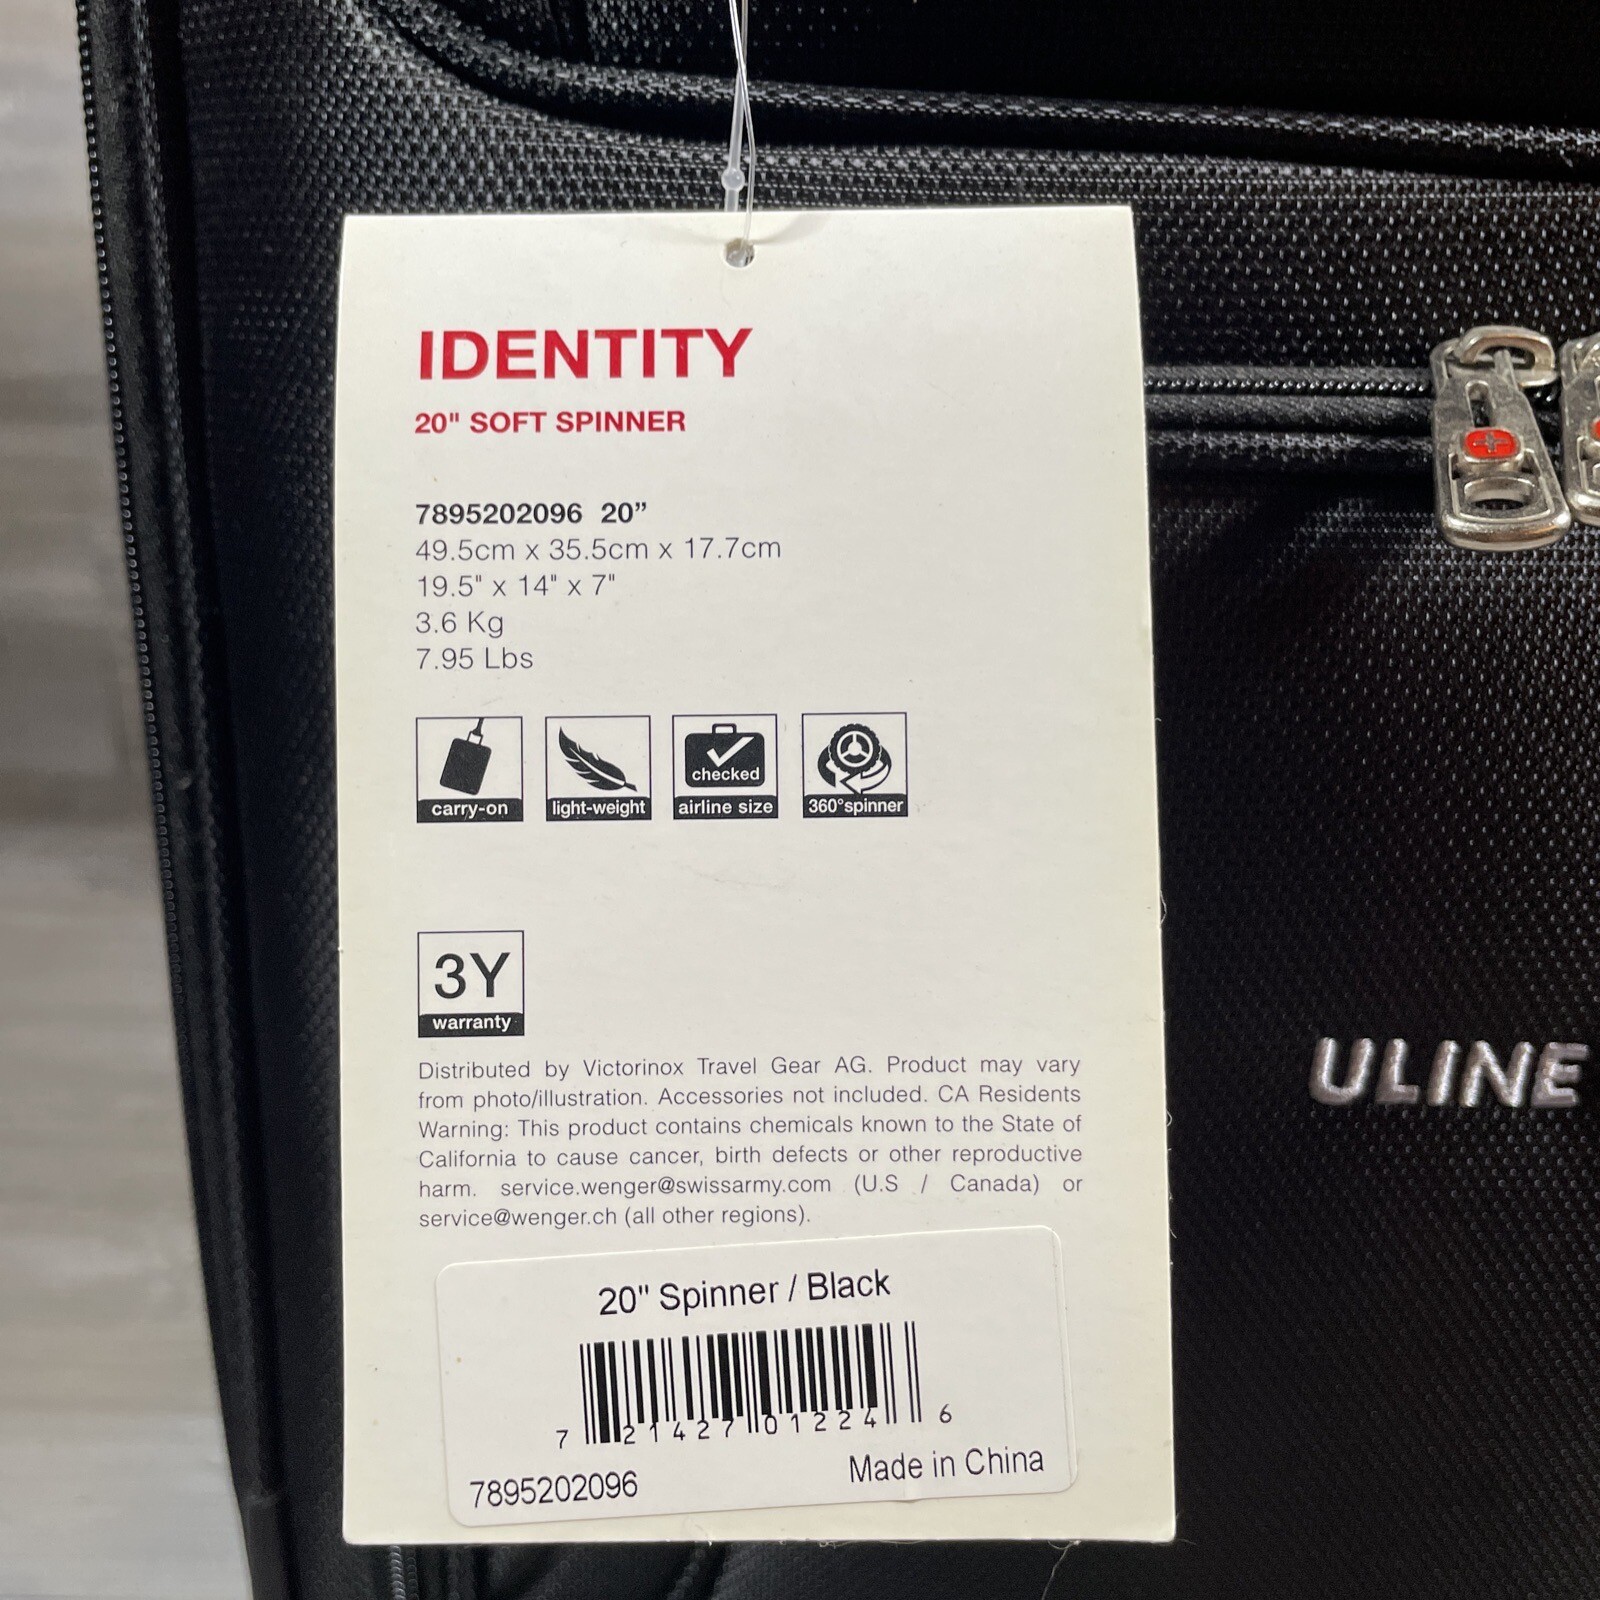 IDENTITY
20" SOFT SPINNER
7895202096 20”
49.5cm x 35.5cm x 17.7cm
19.5" x 14" x 7"
3.6 Kg
7.95 Lbs
carry-on
light-weight
checked
airline size
360°spinner
3Y
warranty
Distributed by Victorinox Travel Gear AG. Product may vary
from photo/illustration. Accessories not included. CA Residents
Warning: This product contains chemicals known to the State of
California to cause cancer, birth defects or other reproductive
harm. service.wenger@swissarmy.com (U.S / Canada) or
service@wenger.ch (all other regions).
20" Spinner / Black
7 21427 01224 6
7895202096
Made in China
ULINE